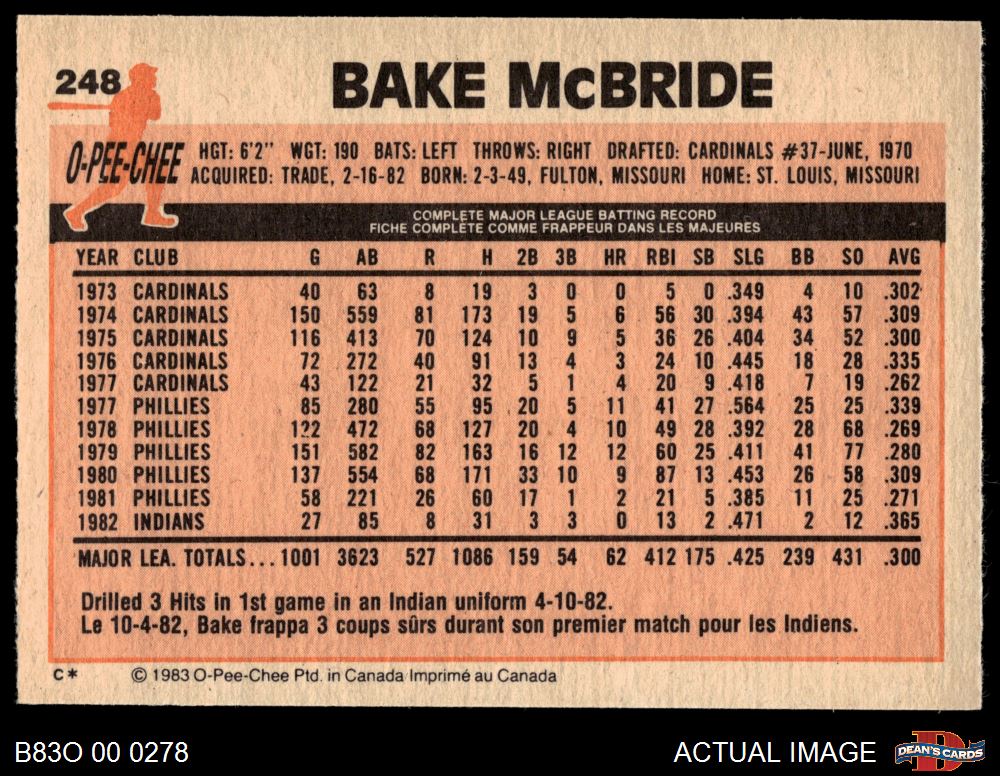 248
BAKE McBRIDE
O-PEE-CHEE
HGT: 6'2" WGT: 190 BATS: LEFT THROWS: RIGHT DRAFTED: CARDINALS #37-JUNE, 1970
ACQUIRED: TRADE, 2-16-82 BORN: 2-3-49, FULTON, MISSOURI HOME: ST. LOUIS, MISSOURI
COMPLETE MAJOR LEAGUE BATTING RECORD
FICHE COMPLÈTE COMME FRAPPEUR DANS LES MAJEURES
YEAR CLUB G AB R H 2B 3B HR RBI SB SLG BB SO AVG
1973 CARDINALS 40 63 8 19 3 0 0 5 0 .349 4 10 .302
1974 CARDINALS 150 559 81 173 19 5 6 56 30 .394 43 57 .309
1975 CARDINALS 116 413 70 124 10 9 5 36 26 .404 34 52 .300
1976 CARDINALS 72 272 40 91 13 4 3 24 10 .445 18 28 .335
1977 CARDINALS 43 122 21 32 5 1 4 20 9 .418 7 19 .262
1977 PHILLIES 85 280 55 95 20 5 11 41 27 .564 25 25 .339
1978 PHILLIES 122 472 68 127 20 4 10 49 28 .392 28 68 .269
1979 PHILLIES 151 582 82 163 16 12 12 60 25 .411 41 77 .280
1980 PHILLIES 137 554 68 171 33 10 9 87 13 .453 26 58 .309
1981 PHILLIES 58 221 26 60 17 1 2 21 5 .385 11 25 .271
1982 INDIANS 27 85 8 31 3 3 0 13 2 .471 2 12 .365
MAJOR LEA. TOTALS...1001 3623 527 1086 159 54 62 412 175 .425 239 431 .300
Drilled 3 Hits in 1st game in an Indian uniform 4-10-82.
Le 10-4-82, Bake frappa 3 coups sûrs durant son premier match pour les Indiens.
C* © 1983 O-Pee-Chee Ptd. in Canada Imprimé au Canada
B83O 00 0278
ACTUAL IMAGE
DEAN'S CARDS